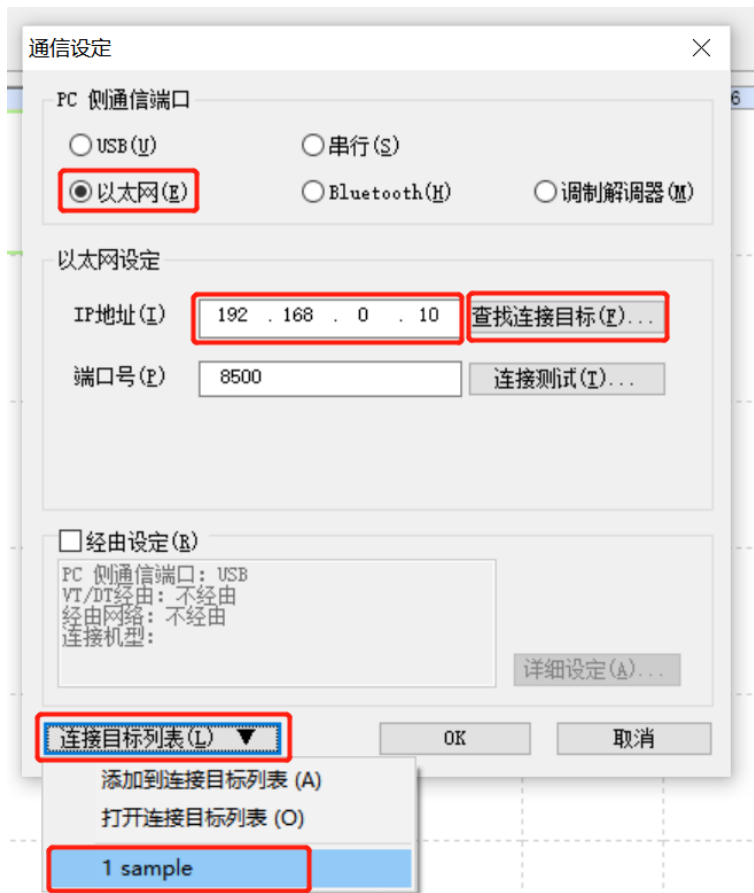 通信设定
6
PC 侧通信端口
USB(U) 串行(S)
以太网(E) Bluetooth(H) 调制解调器(M)
以太网设定
IP地址(I) 192 . 168 . 0 . 10 查找连接目标(F)...
端口号(P) 8500 连接测试(T)...
经由设定(R)
PC 侧通信端口: USB
VT/DT经由: 不经由
经由网络: 不经由
连接机型:
详细设定(A)...
连接目标列表(L) ▼ OK 取消
添加到连接目标列表 (A)
打开连接目标列表 (O)
1 sample